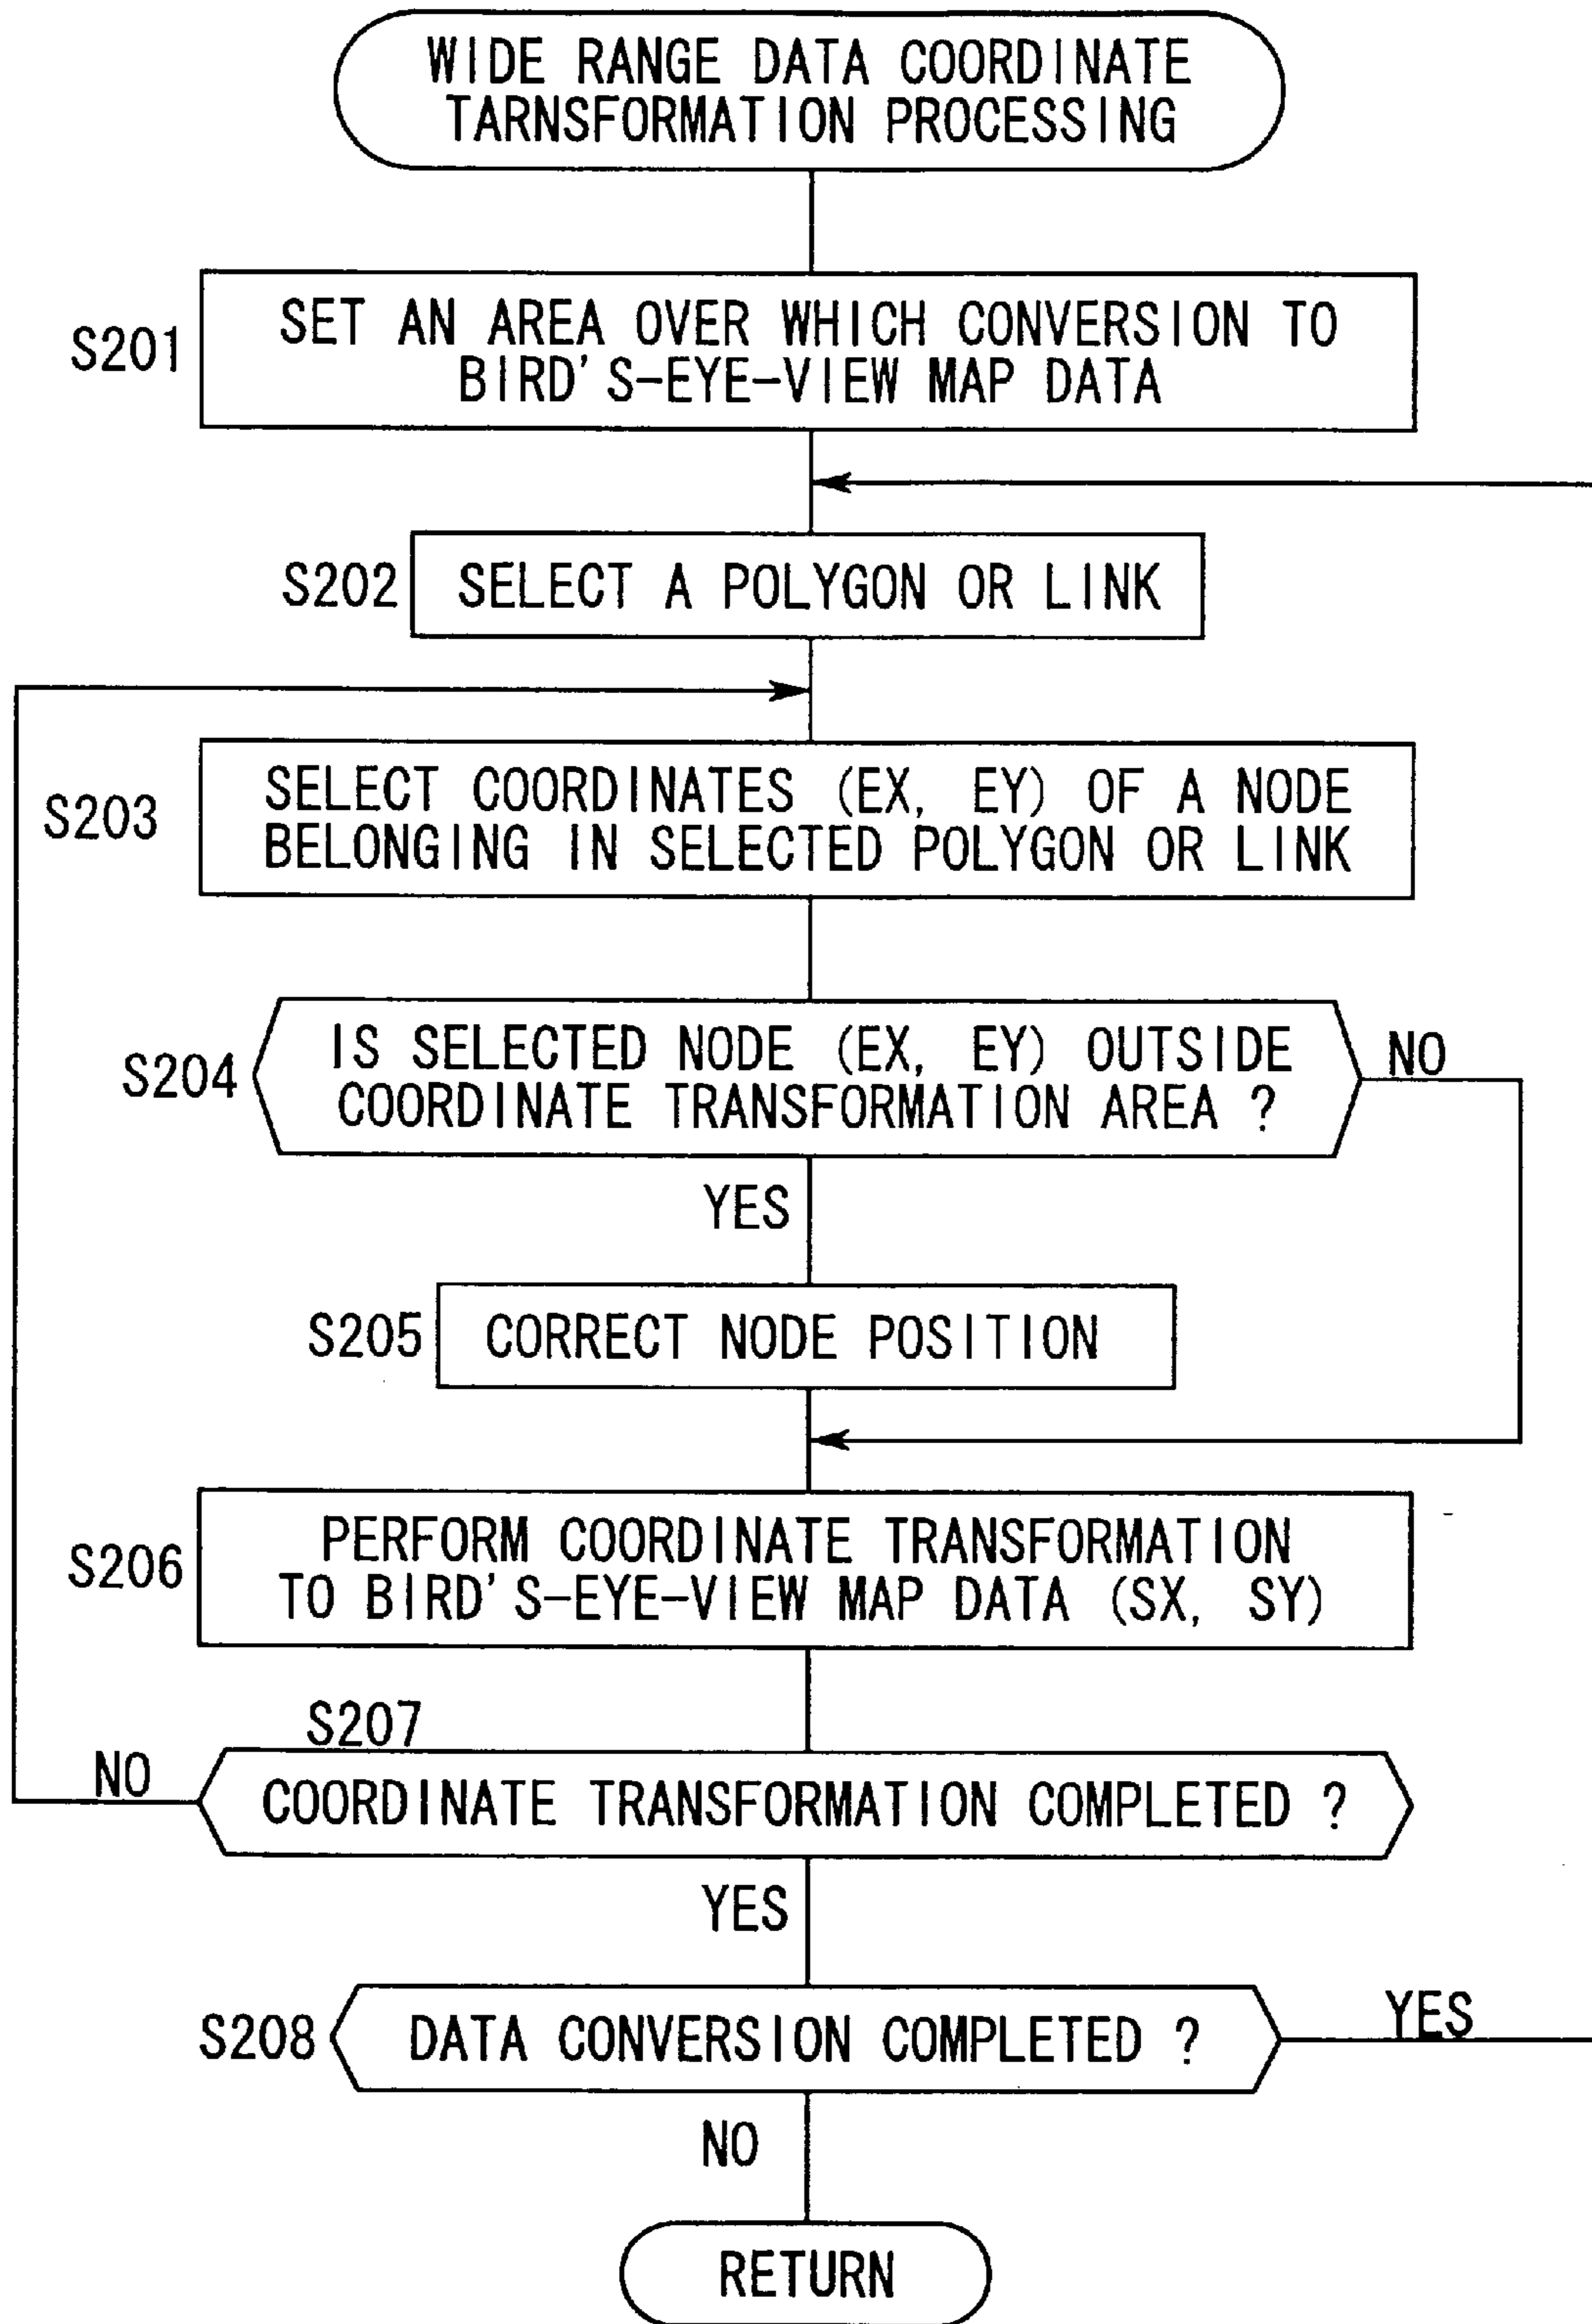 WIDE RANGE DATA COORDINATE
TARNSFORMATION PROCESSING
S201
SET AN AREA OVER WHICH CONVERSION TO
BIRD'S-EYE-VIEW MAP DATA
S202
SELECT A POLYGON OR LINK
S203
SELECT COORDINATES (EX, EY) OF A NODE
BELONGING IN SELECTED POLYGON OR LINK
S204
IS SELECTED NODE (EX, EY) OUTSIDE
COORDINATE TRANSFORMATION AREA ?
NO
YES
S205
CORRECT NODE POSITION
S206
PERFORM COORDINATE TRANSFORMATION
TO BIRD'S-EYE-VIEW MAP DATA (SX, SY)
S207
NO
COORDINATE TRANSFORMATION COMPLETED ?
YES
S208
DATA CONVERSION COMPLETED ?
YES
NO
RETURN